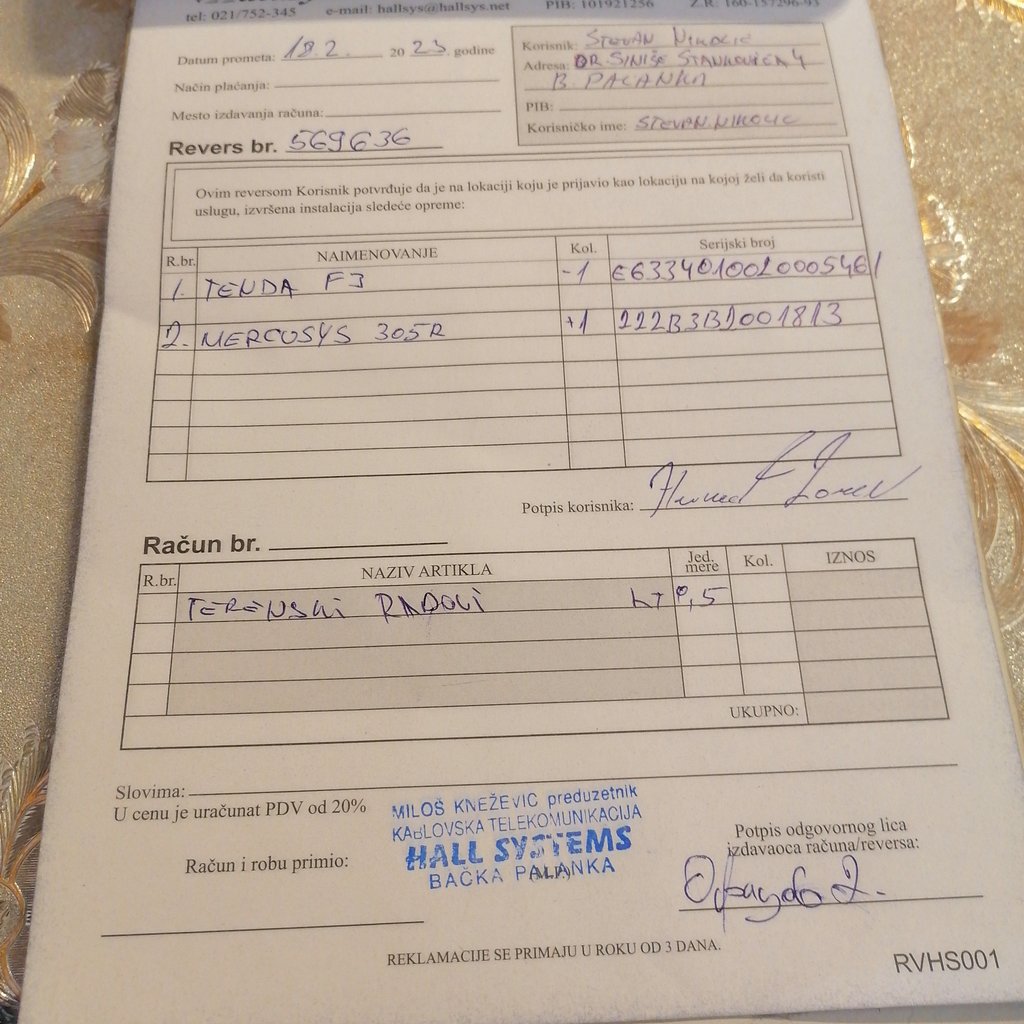 tel: 021/752-345 e-mail: hallsys@hallsys.net PIB: 101921256 Z.R: 160-157296-93
Datum prometa: 18.2. 20 23. godine
Način plaćanja:
Mesto izdavanja računa:
Korisnik: STEVAN NIKOLIC
Adresa: DR. SINIŠE STANKOVIĆA 4
B. PALANKA
PIB:
Korisničko ime: STEVAN.NIKOLIC
Revers br. 569636
Ovim reversom Korisnik potvrđuje da je na lokaciji koju je prijavio kao lokaciju na kojoj želi da koristi
uslugu, izvršena instalacija sledeće opreme:
R.br. NAIMENOVANJE Kol. Serijski broj
1. TENDA F3 -1 E6334010010005461
2. MERCUSYS 305R +1 222B3B1001813
Potpis korisnika:
Račun br.
R.br. NAZIV ARTIKLA Jed. mere Kol. IZNOS
TERENSKI RADOVI h 0,5
UKUPNO:
Slovima:
U cenu je uračunat PDV od 20%
MILOŠ KNEŽEVIĆ preduzetnik
KABLOVSKA TELEKOMUNIKACIJA
HALL SYSTEMS
BAČKA PALANKA
(M.P.)
Račun i robu primio:
Potpis odgovornog lica
izdavaoca računa/reversa:
REKLAMACIJE SE PRIMAJU U ROKU OD 3 DANA.
RVHS001